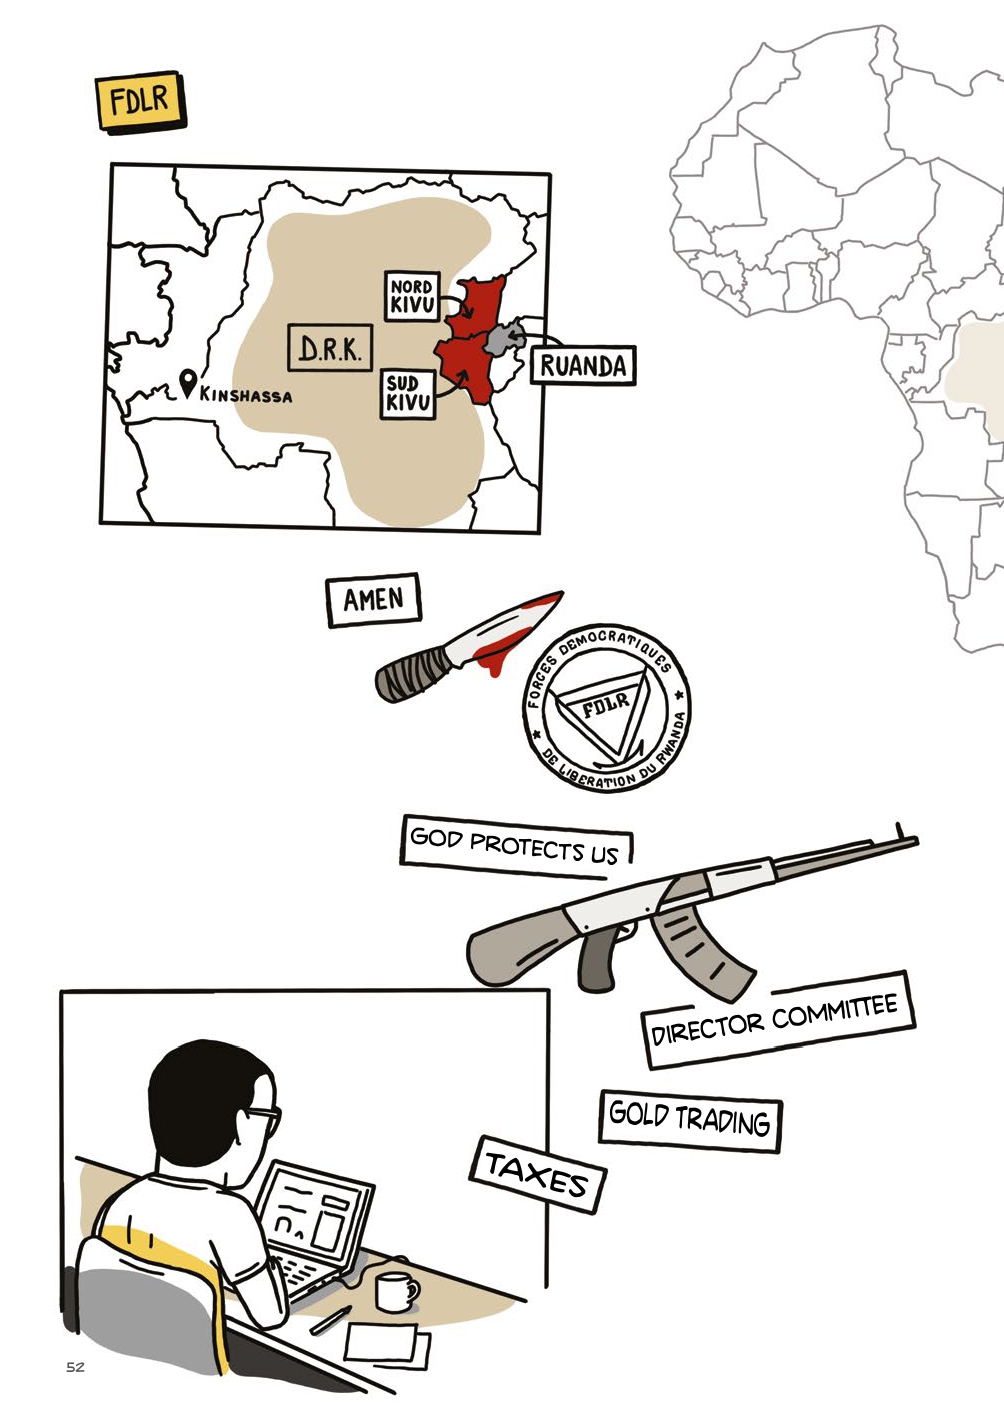 FDLR
NORD
KIVU
D.R.K.
RUANDA
SUD
KIVU
KINSHASSA
AMEN
FORCES DEMOCRATIQUES
FDLR
DE LIBERATION DU RWANDA
GOD PROTECTS US
DIRECTOR COMMITTEE
GOLD TRADING
TAXES
52